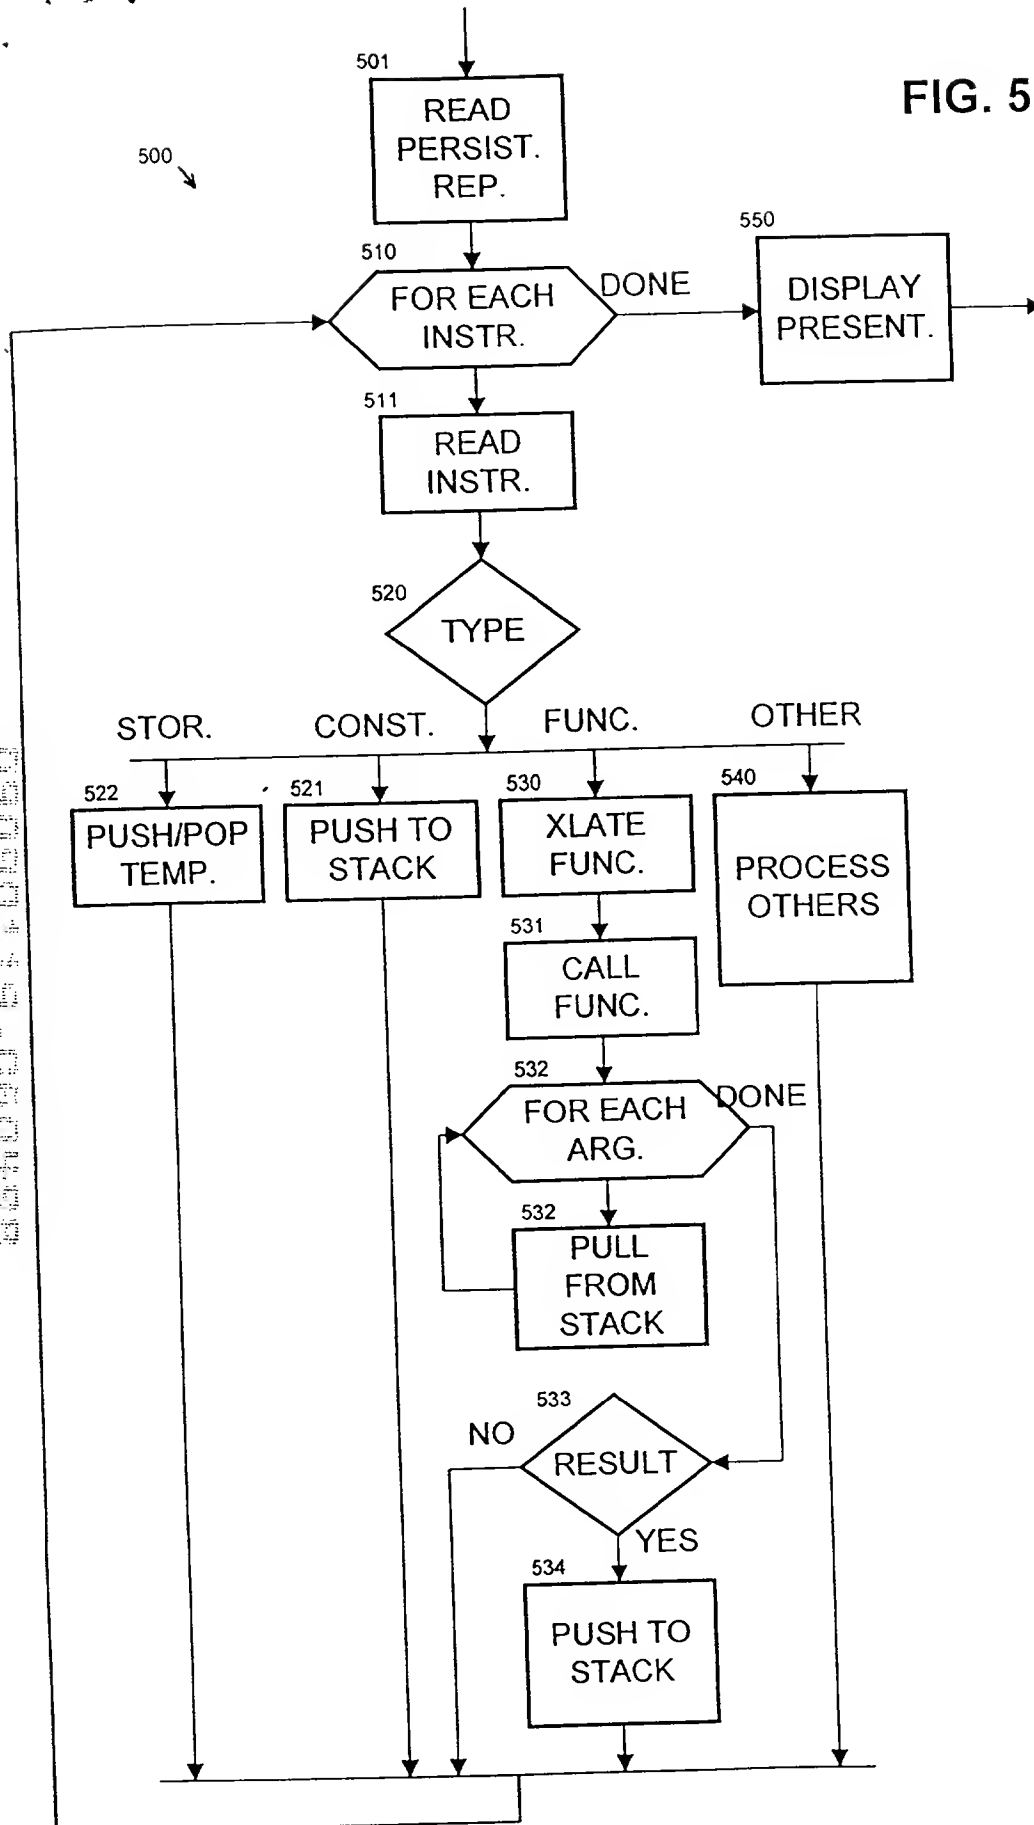 501
READ
PERSIST.
REP.
FIG. 5
500
510
FOR EACH
INSTR.
DONE
550
DISPLAY
PRESENT.
511
READ
INSTR.
520
TYPE
STOR.
CONST.
FUNC.
OTHER
522
PUSH/POP
TEMP.
521
PUSH TO
STACK
530
XLATE
FUNC.
540
PROCESS
OTHERS
531
CALL
FUNC.
532
FOR EACH
ARG.
DONE
532
PULL
FROM
STACK
533
NO
RESULT
YES
534
PUSH TO
STACK